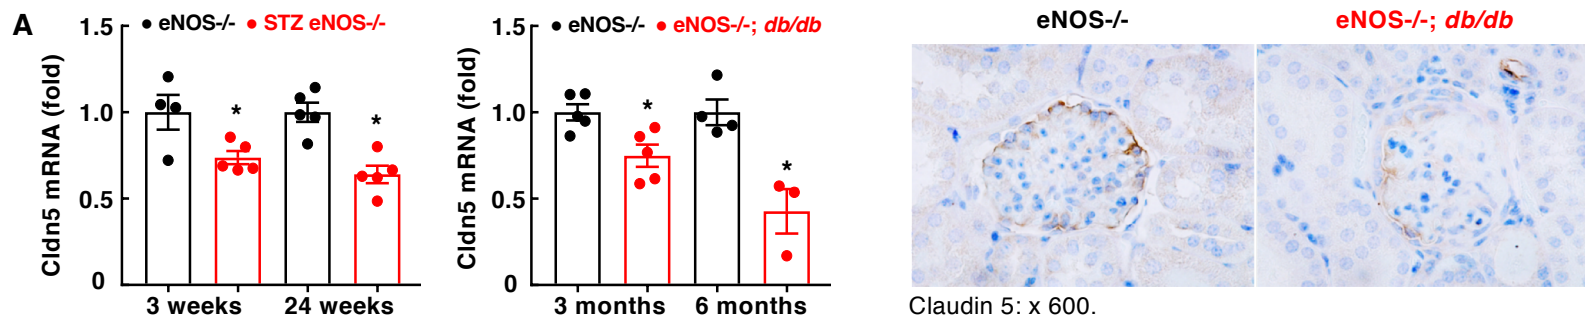 A
eNOS-/- STZ eNOS-/-
Cldn5 mRNA (fold)
1.5
1.0
0.5
0
* *
3 weeks 24 weeks
eNOS-/- eNOS-/-; db/db
Cldn5 mRNA (fold)
1.5
1.0
0.5
0
* *
3 months 6 months
eNOS-/- eNOS-/-; db/db
Claudin 5: x 600.